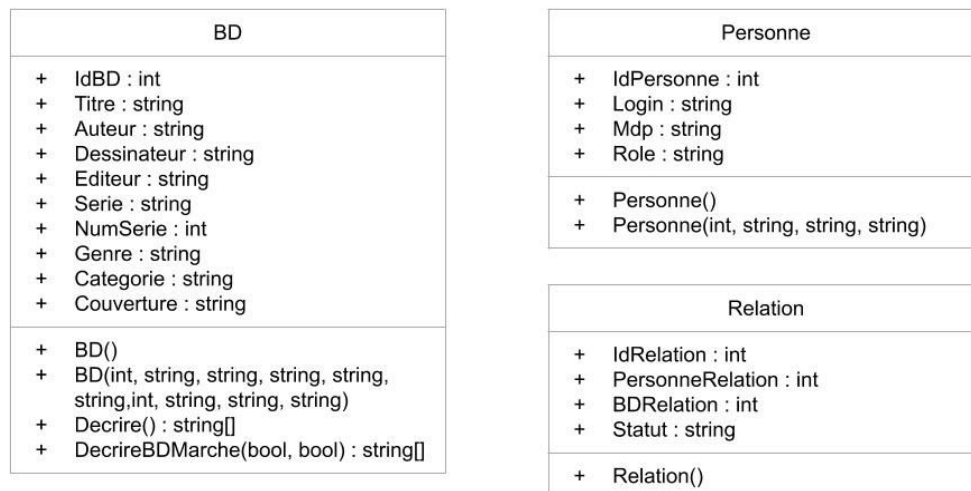 BD
+ IdBD : int
+ Titre : string
+ Auteur : string
+ Dessinateur : string
+ Editeur : string
+ Serie : string
+ NumSerie : int
+ Genre : string
+ Categorie : string
+ Couverture : string
+ BD()
+ BD(int, string, string, string, string,
string,int, string, string, string)
+ Decrire() : string[]
+ DecrireBDMarche(bool, bool) : string[]
Personne
+ IdPersonne : int
+ Login : string
+ Mdp : string
+ Role : string
+ Personne()
+ Personne(int, string, string, string)
Relation
+ IdRelation : int
+ PersonneRelation : int
+ BDRelation : int
+ Statut : string
+ Relation()